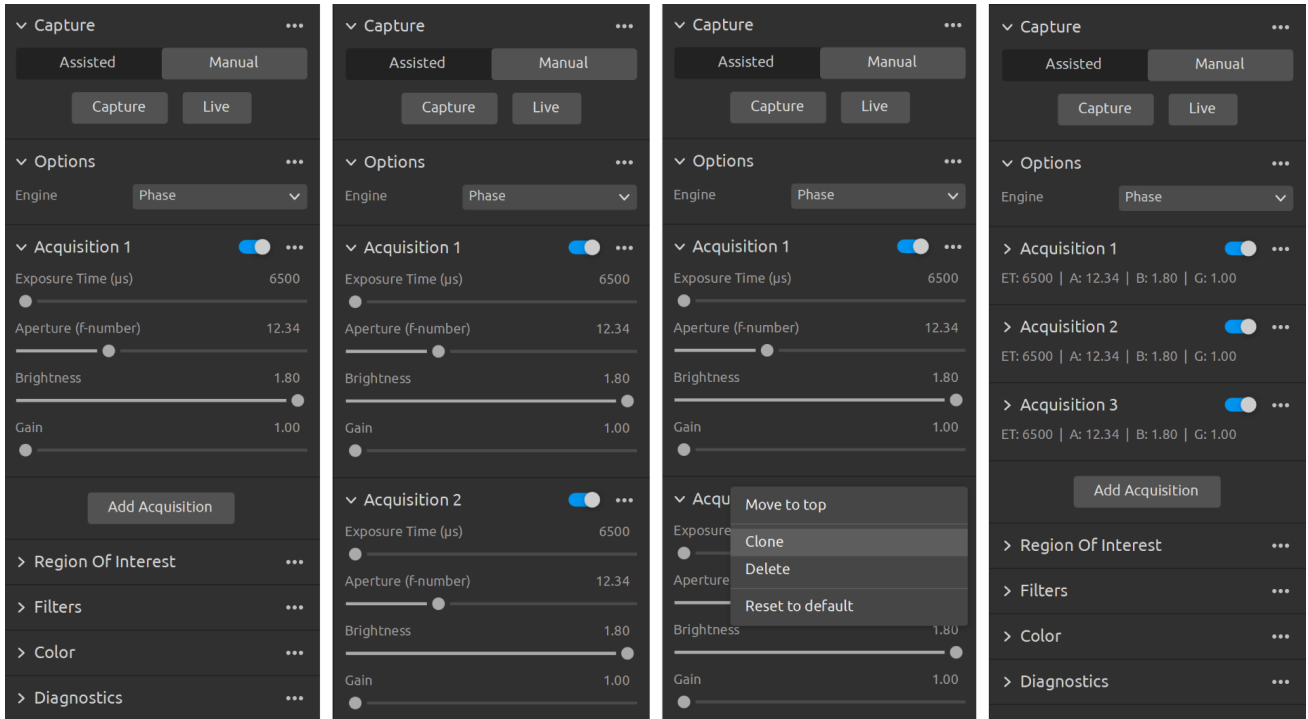 Capture •••
Assisted Manual
Capture Live
Options •••
Engine Phase
Acquisition 1 •••
Exposure Time (µs) 6500
Aperture (f-number) 12.34
Brightness 1.80
Gain 1.00
Add Acquisition
Region Of Interest •••
Filters •••
Color •••
Diagnostics •••
Capture •••
Assisted Manual
Capture Live
Options •••
Engine Phase
Acquisition 1 •••
Exposure Time (µs) 6500
Aperture (f-number) 12.34
Brightness 1.80
Gain 1.00
Acquisition 2 •••
Exposure Time (µs) 6500
Aperture (f-number) 12.34
Brightness 1.80
Gain 1.00
Capture •••
Assisted Manual
Capture Live
Options •••
Engine Phase
Acquisition 1 •••
Exposure Time (µs) 6500
Aperture (f-number) 12.34
Brightness 1.80
Gain 1.00
Acqu
Move to top
Exposure
Clone
Delete
Aperture
Reset to default
Brightness 1.80
Gain 1.00
Capture •••
Assisted Manual
Capture Live
Options •••
Engine Phase
Acquisition 1 •••
ET: 6500 | A: 12.34 | B: 1.80 | G: 1.00
Acquisition 2 •••
ET: 6500 | A: 12.34 | B: 1.80 | G: 1.00
Acquisition 3 •••
ET: 6500 | A: 12.34 | B: 1.80 | G: 1.00
Add Acquisition
Region Of Interest •••
Filters •••
Color •••
Diagnostics •••